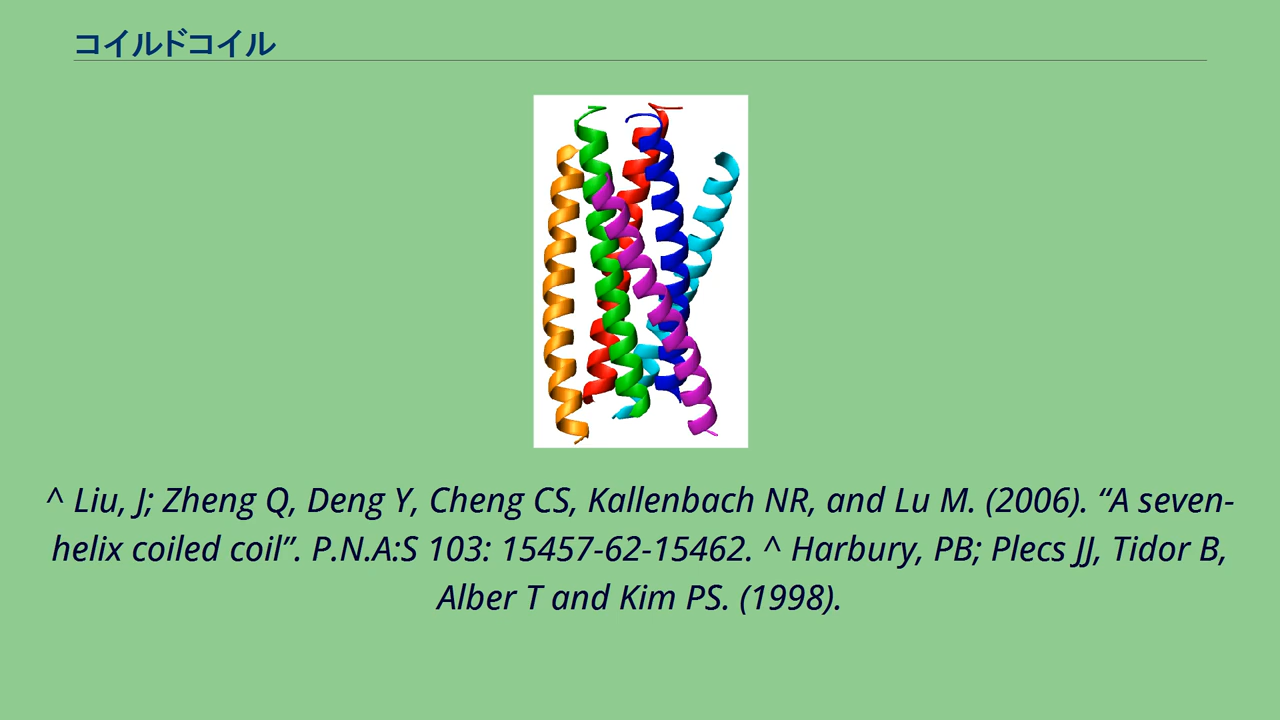 コイルドコイル
^ Liu, J; Zheng Q, Deng Y, Cheng CS, Kallenbach NR, and Lu M. (2006). “A seven-
helix coiled coil”. P.N.A:S 103: 15457-62-15462. ^ Harbury, PB; Plecs JJ, Tidor B,
Alber T and Kim PS. (1998).